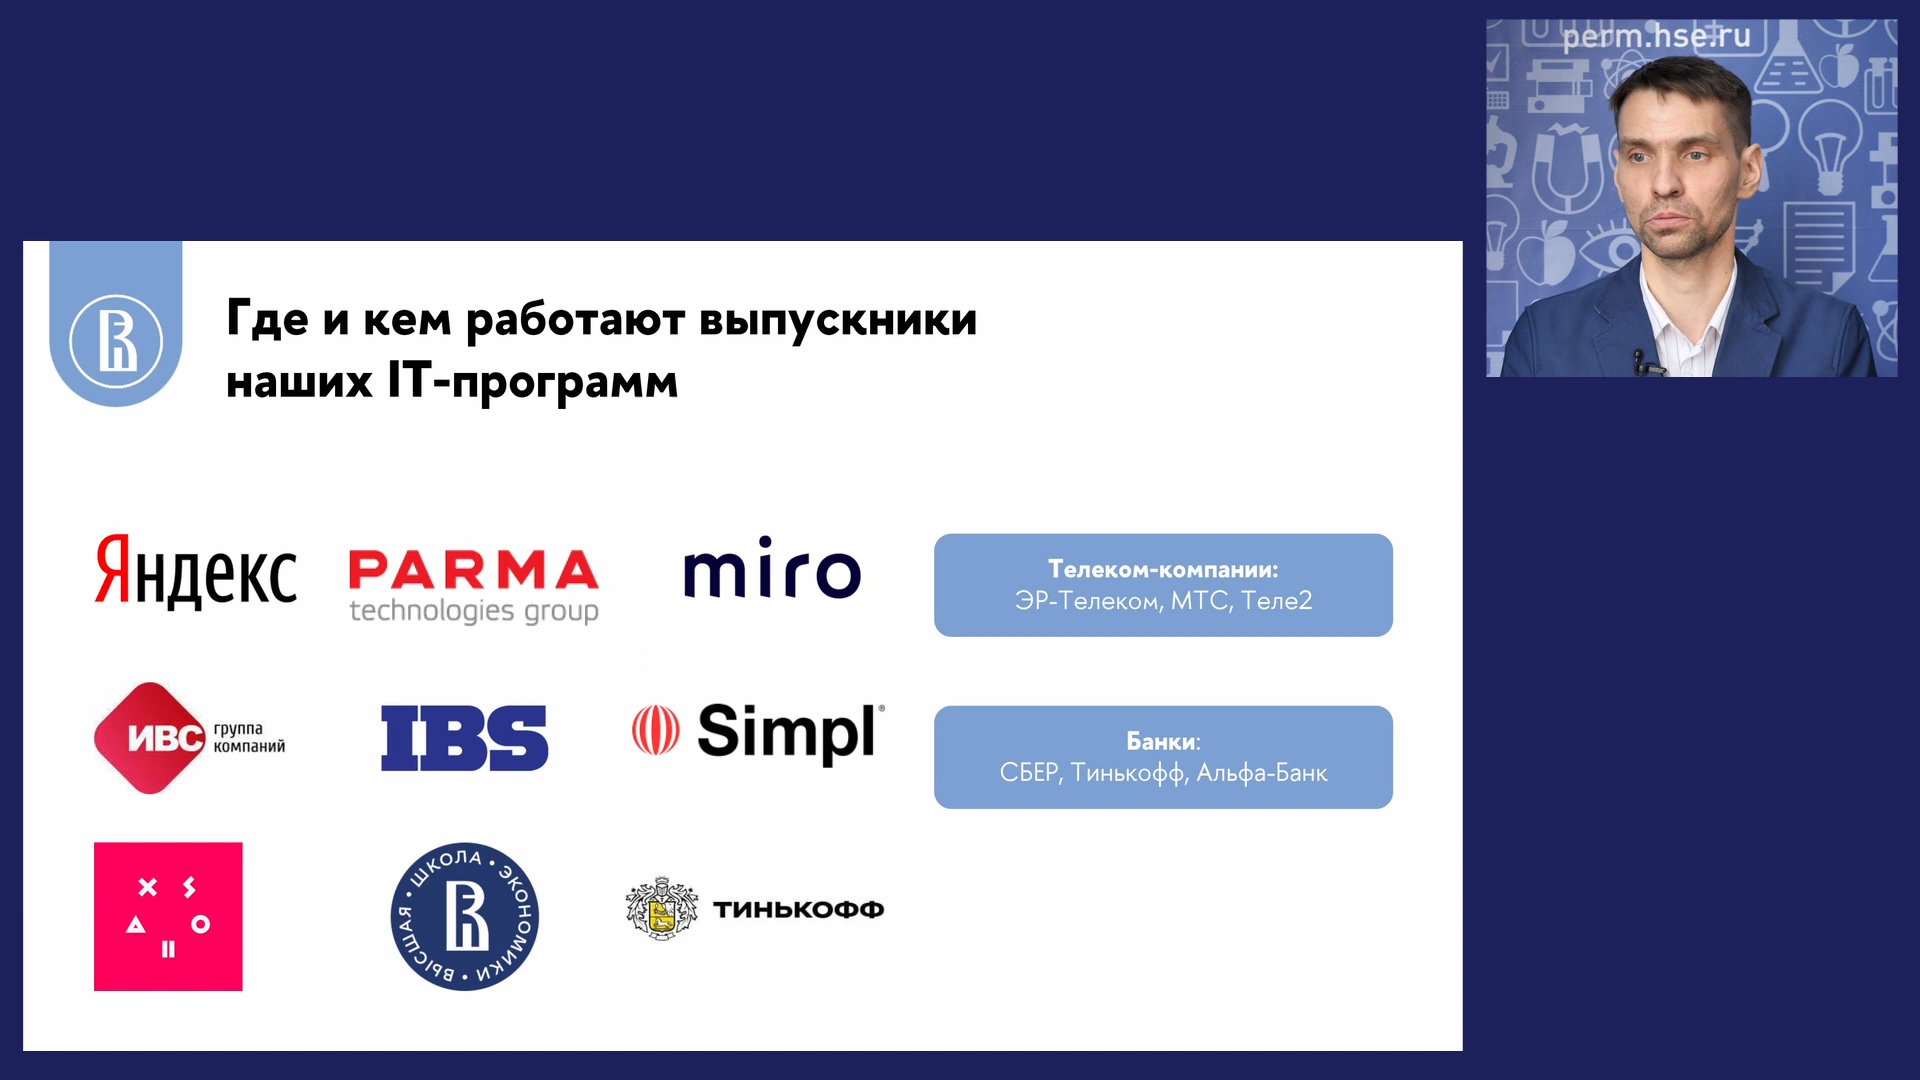 perm.hse.ru
Где и кем работают выпускники
наших IT-программ
Яндекс
PARMA
technologies group
miro
Телеком-компании:
ЭР-Телеком, МТС, Теле2
ИВС
группа
компаний
IBS
Simpl®
Банки:
СБЕР, Тинькофф, Альфа-Банк
X S O II Δ
ВЫСШАЯ • ШКОЛА • ЭКОНОМИКИ •
ТИНЬКОФФ